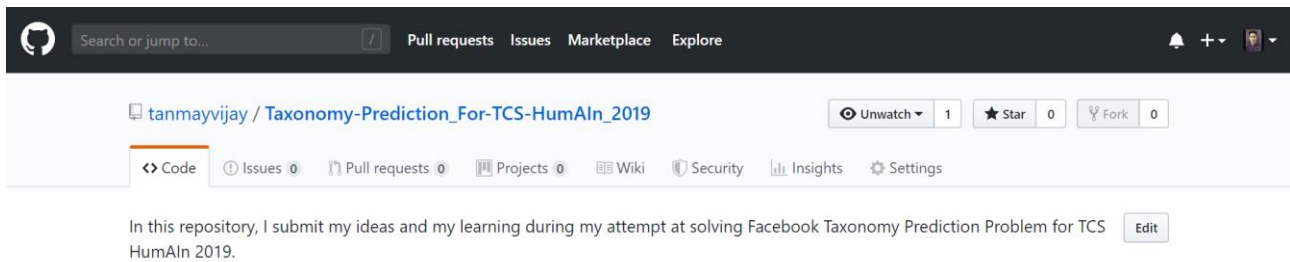 Search or jump to... / Pull requests Issues Marketplace Explore
tanmayvijay / Taxonomy-Prediction_For-TCS-HumAIn_2019 Unwatch 1 Star 0 Fork 0
<> Code Issues 0 Pull requests 0 Projects 0 Wiki Security Insights Settings
In this repository, I submit my ideas and my learning during my attempt at solving Facebook Taxonomy Prediction Problem for TCS Edit
HumAIn 2019.